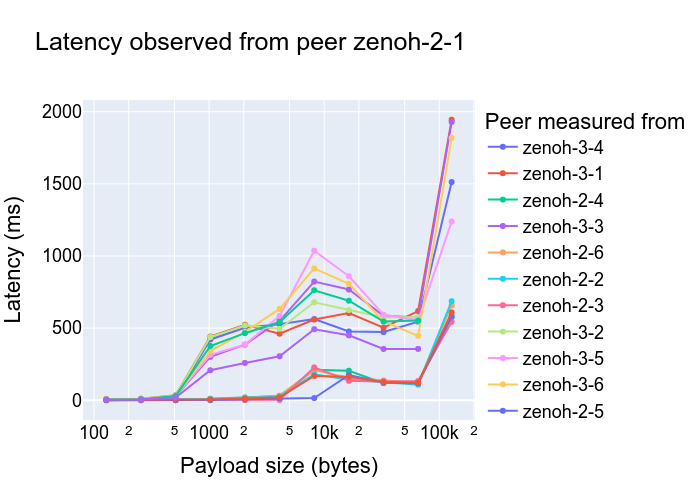 Latency observed from peer zenoh-2-1
Latency (ms)
2000
1500
1000
500
0
100 2 5 1000 2 5 10k 2 5 100k 2
Payload size (bytes)
Peer measured from
zenoh-3-4
zenoh-3-1
zenoh-2-4
zenoh-3-3
zenoh-2-6
zenoh-2-2
zenoh-2-3
zenoh-3-2
zenoh-3-5
zenoh-3-6
zenoh-2-5